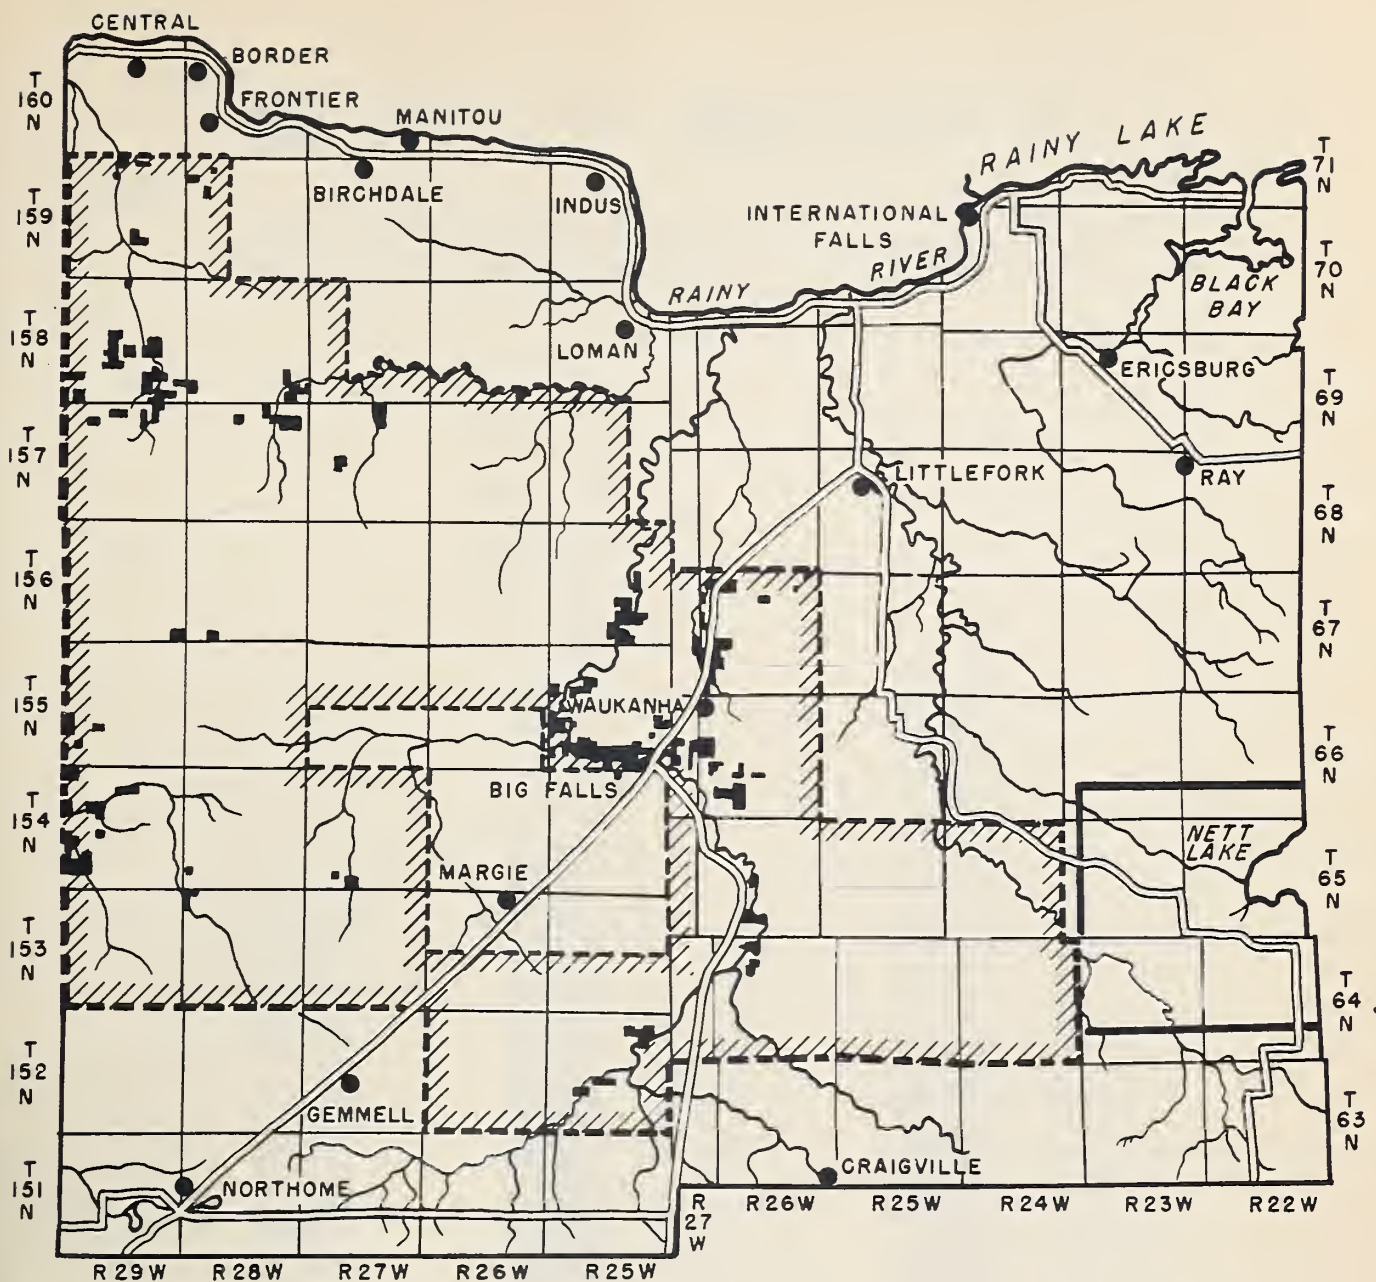 CENTRAL
BORDER
FRONTIER
MANITOU
BIRCHDALE
INDUS
RAINY LAKE
INTERNATIONAL
FALLS
RAINY RIVER
BLACK
BAY
LOMAN
ERICSBURG
LITTLEFORK
RAY
WAUKANHA
BIG FALLS
MARGIE
NETT
LAKE
GEMMELL
NORTHOME
CRAIGVILLE
T
160
N
T
159
N
T
158
N
T
157
N
T
156
N
T
155
N
T
154
N
T
153
N
T
152
N
T
151
N
T
71
N
T
70
N
T
69
N
T
68
N
T
67
N
T
66
N
T
65
N
T
64
N
T
63
N
R
27
W
R26W R25W R24W R23W R22W
R29W R28W R27W R26W R25W